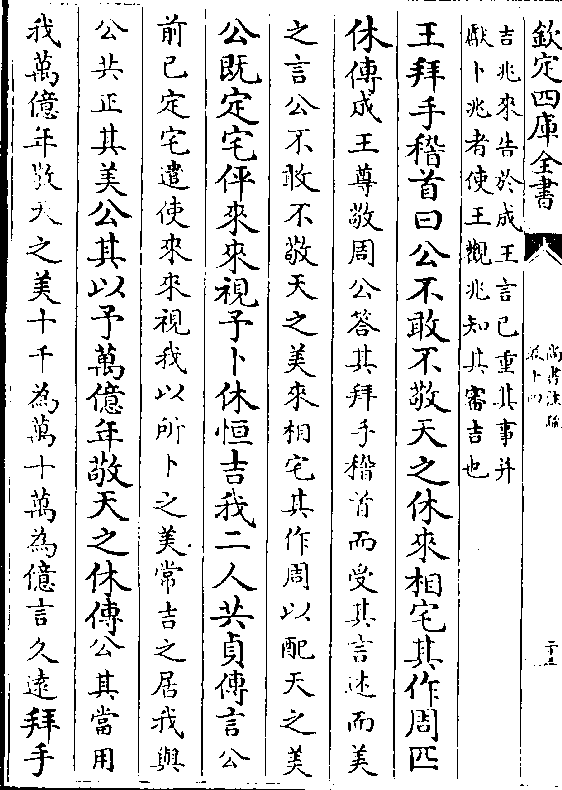 欽定四庫全書
尚書注疏
卷十四
二十五
吉兆來告於成王言已重其事并
獻卜兆者使王觀兆知其審吉也
王拜手稽首曰公不敢不敬天之休來相宅其作周匹
休傳成王尊敬周公答其拜手稽首而受其言述而美
之言公不敢不敬天之美來相宅其作周以配天之美
公既定宅伻來來視予卜休恒吉我二人共貞傳言公
前已定宅遣使來來視我以所卜之美常吉之居我與
公共正其美公其以予萬億年敬天之休傳公其當用
我萬億年敬天之美十千為萬十萬為億言久遠拜手